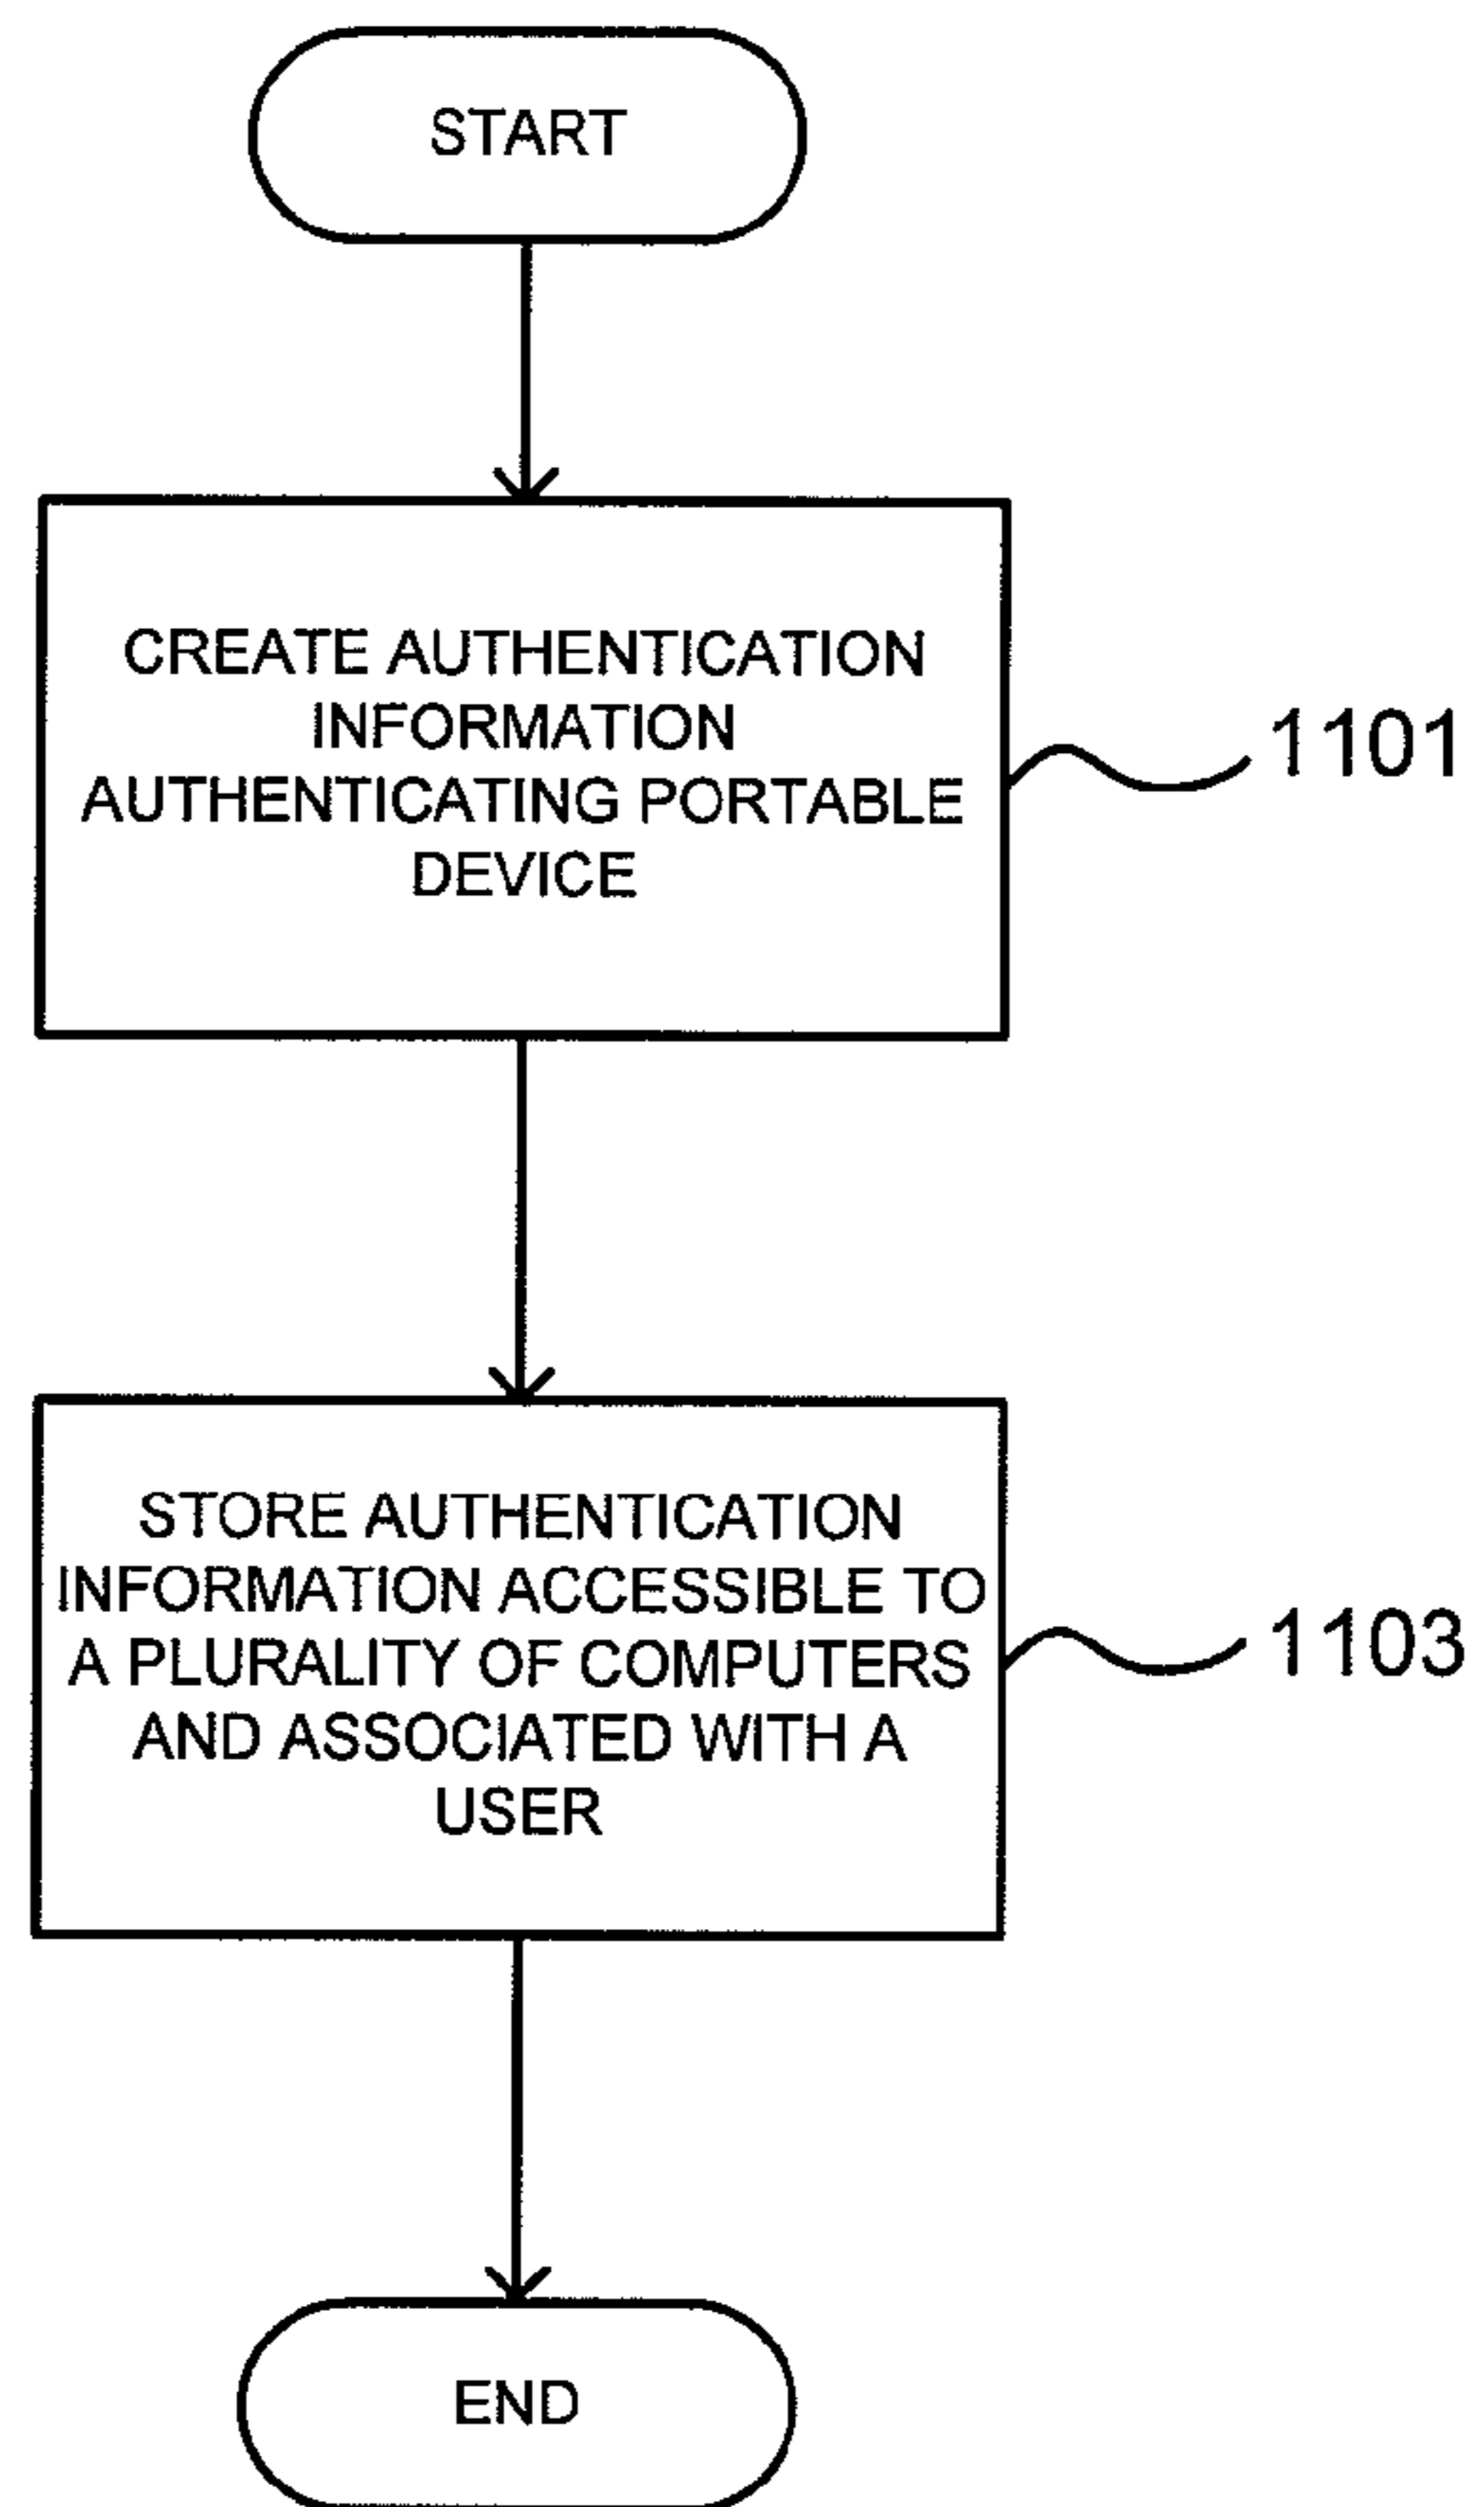 START
CREATE AUTHENTICATION
INFORMATION
AUTHENTICATING PORTABLE
DEVICE
1101
STORE AUTHENTICATION
INFORMATION ACCESSIBLE TO
A PLURALITY OF COMPUTERS
AND ASSOCIATED WITH A
USER
1103
END